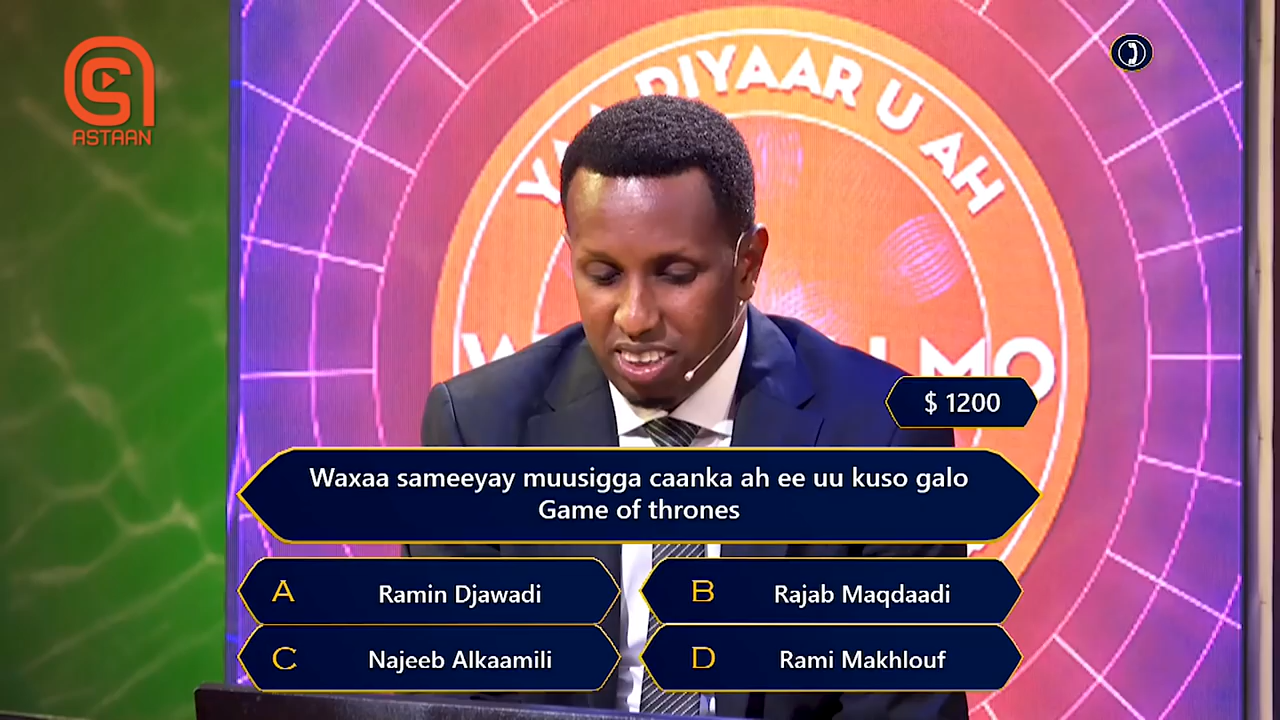 ASTAAN
DIYAAR U AH
$ 1200
Waxaa sameeyay muusigga caanka ah ee uu kuso galo
Game of thrones
A Ramin Djawadi
B Rajab Maqdaadi
C Najeeb Alkaamili
D Rami Makhlouf